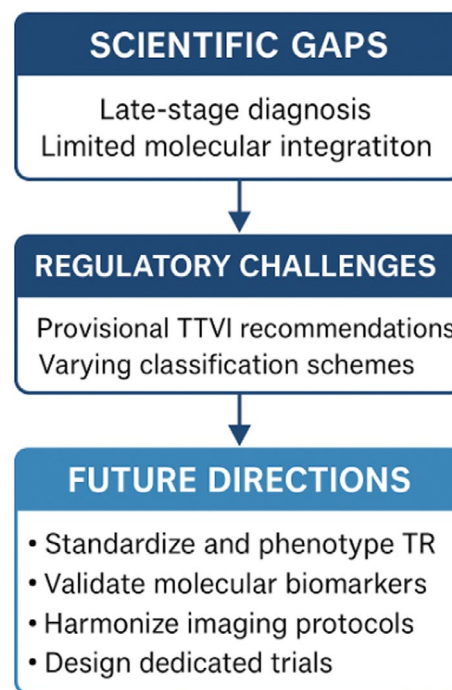 SCIENTIFIC GAPS
Late-stage diagnosis
Limited molecular integratiton
REGULATORY CHALLENGES
Provisional TTVI recommendations
Varying classification schemes
FUTURE DIRECTIONS
• Standardize and phenotype TR
• Validate molecular biomarkers
• Harmonize imaging protocols
• Design dedicated trials